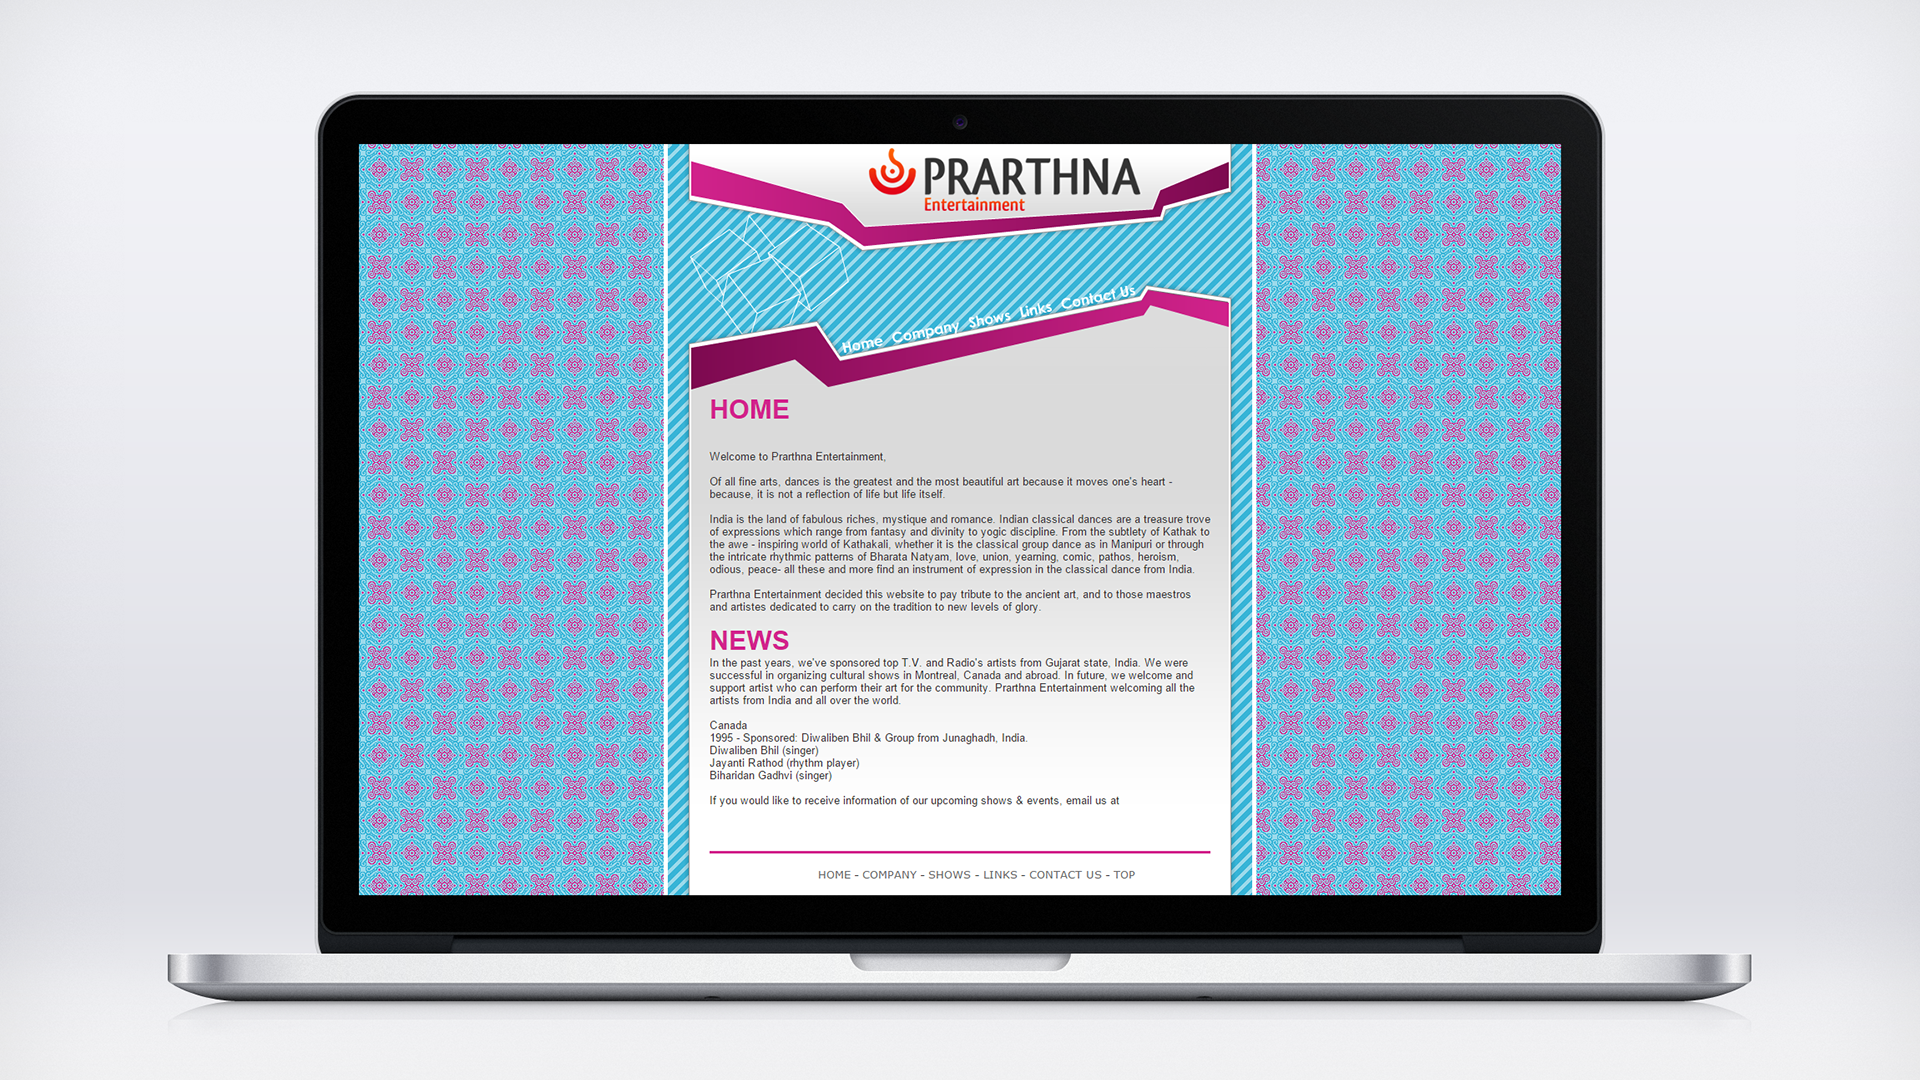 PRARTHNA
Entertainment
Home Company Shows Links Contact Us
HOME
Welcome to Prarthna Entertainment,
Of all fine arts, dances is the greatest and the most beautiful art because it moves one's heart -
because, it is not a reflection of life but life itself.
India is the land of fabulous riches, mystique and romance. Indian classical dances are a treasure trove
of expressions which range from fantasy and divinity to yogic discipline. From the subtlety of Kathak to
the awe - inspiring world of Kathakali, whether it is the classical group dance as in Manipuri or through
the intricate rhythmic patterns of Bharata Natyam, love, union, yearning, comic, pathos, heroism,
odious, peace- all these and more find an instrument of expression in the classical dance from India.
Prarthna Entertainment decided this website to pay tribute to the ancient art, and to those maestros
and artistes dedicated to carry on the tradition to new levels of glory.
NEWS
In the past years, we've sponsored top T.V. and Radio's artists from Gujarat state, India. We were
successful in organizing cultural shows in Montreal, Canada and abroad. In future, we welcome and
support artist who can perform their art for the community. Prarthna Entertainment welcoming all the
artists from India and all over the world.
Canada
1995 - Sponsored: Diwaliben Bhil & Group from Junaghadh, India.
Diwaliben Bhil (singer)
Jayanti Rathod (rhythm player)
Biharidan Gadhvi (singer)
If you would like to receive information of our upcoming shows & events, email us at
HOME - COMPANY - SHOWS - LINKS - CONTACT US - TOP